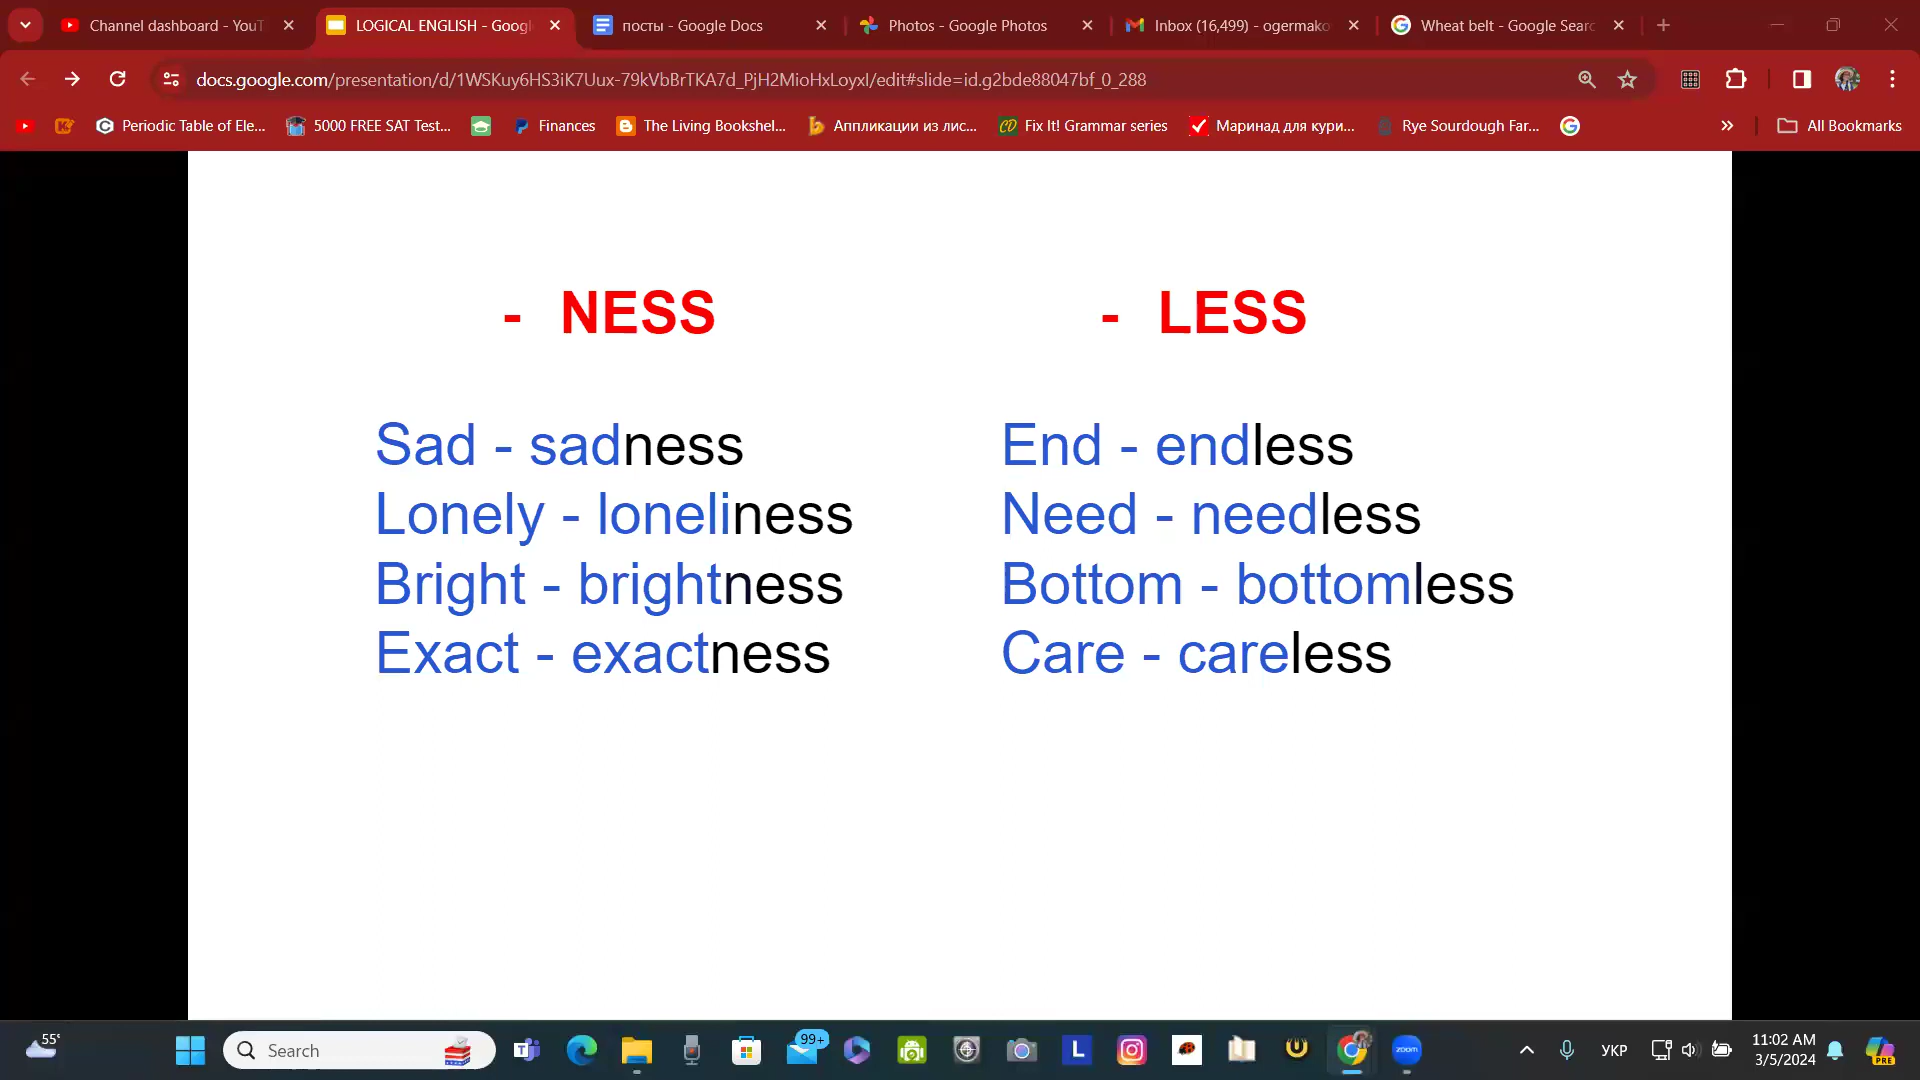 Channel dashboard - YouT
LOGICAL ENGLISH - Googl
посты - Google Docs
Photos - Google Photos
Inbox (16,499) - ogermako
Wheat belt - Google Searc
docs.google.com/presentation/d/1WSKuy6HS3iK7Uux-79kVbBrTKA7d_PjH2MioHxLoyxI/edit#slide=id.g2bde88047bf_0_288
Periodic Table of Ele...
5000 FREE SAT Test...
Finances
The Living Bookshel...
Аппликации из лис...
Fix It! Grammar series
Маринад для кури...
Rye Sourdough Far...
All Bookmarks
- NESS
Sad - sadness
Lonely - loneliness
Bright - brightness
Exact - exactness
- LESS
End - endless
Need - needless
Bottom - bottomless
Care - careless
55°
Search
99+
L
zoom
УКР
11:02 AM
3/5/2024
PRE